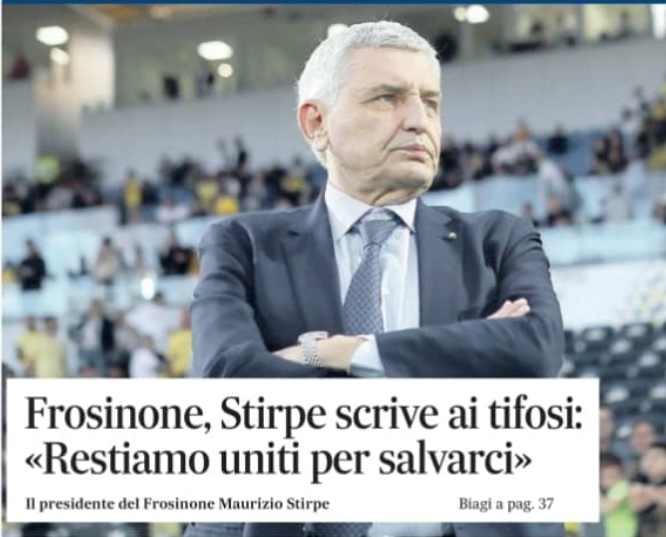 Frosinone, Stirpe scrive ai tifosi:
«Restiamo uniti per salvarci»
Il presidente del Frosinone Maurizio Stirpe Biagi a pag. 37